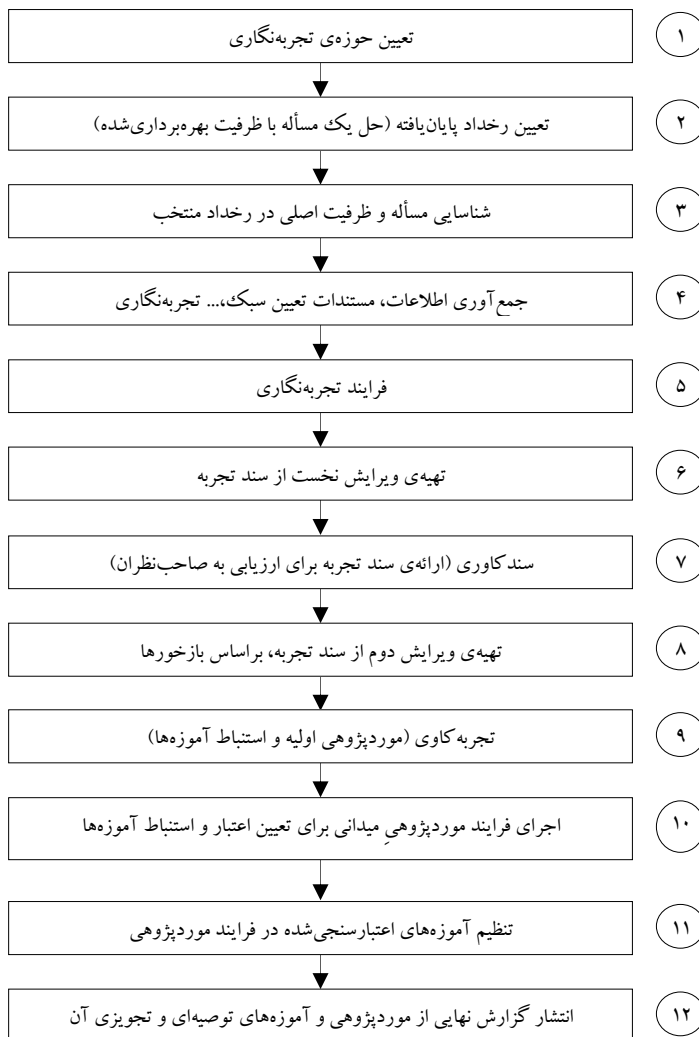 تعیین حوزه‌ی تجربه‌نگاری
۱
تعیین رخداد پایان‌یافته (حل یک مسأله با ظرفیت بهره‌برداری‌شده)
۲
شناسایی مسأله و ظرفیت اصلی در رخداد منتخب
۳
جمع‌آوری اطلاعات، مستندات تعیین سبک،... تجربه‌نگاری
۴
فرایند تجربه‌نگاری
۵
تهیه‌ی ویرایش نخست از سند تجربه
۶
سندکاوری (ارائه‌ی سند تجربه برای ارزیابی به صاحب‌نظران)
۷
تهیه‌ی ویرایش دوم از سند تجربه، براساس بازخورها
۸
تجربه‌کاوی (موردپژوهی اولیه و استنباط آموزه‌ها)
۹
اجرای فرایند موردپژوهیِ میدانی برای تعیین اعتبار و استنباط آموزه‌ها
۱۰
تنظیم آموزه‌های اعتبارسنجی‌شده در فرایند موردپژوهی
۱۱
انتشار گزارش نهایی از موردپژوهی و آموزه‌های توصیه‌ای و تجویزی آن
۱۲